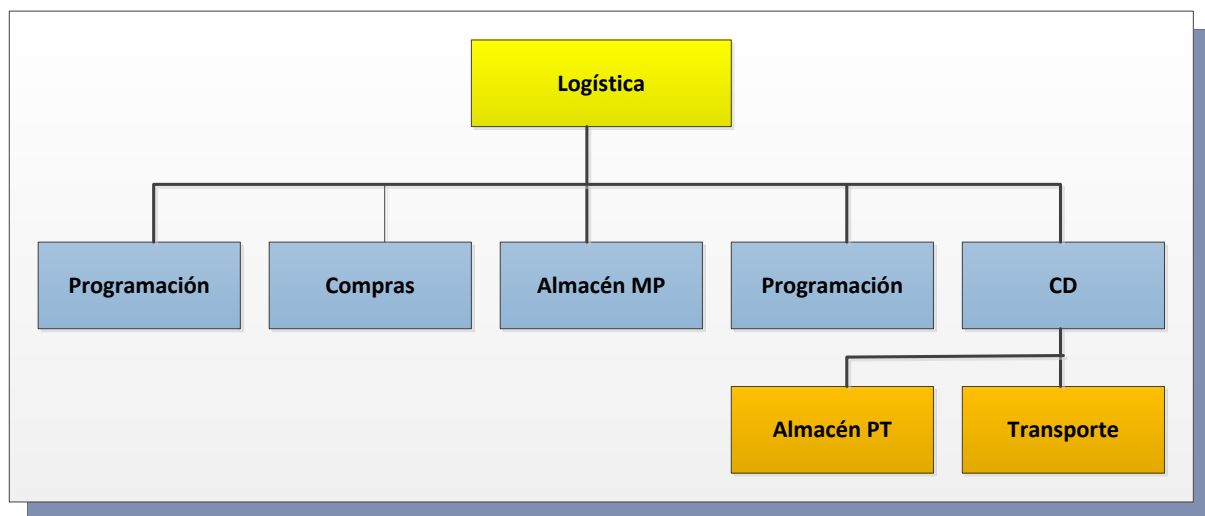 Logística
Programación
Compras
Almacén MP
Programación
CD
Almacén PT
Transporte